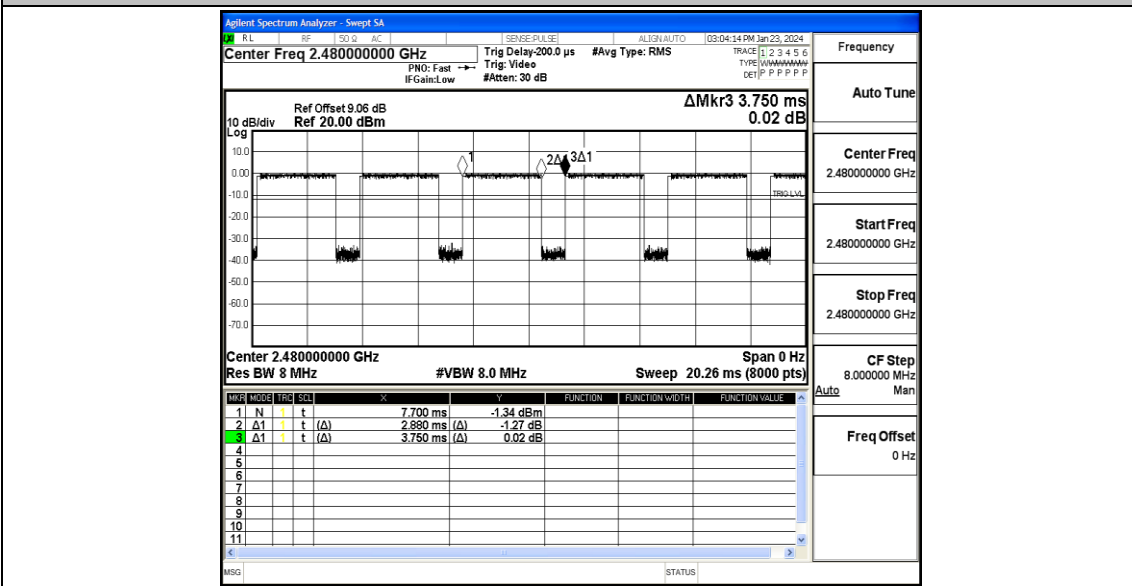 Agilent Spectrum Analyzer - Swept SA
RL RF 50 Ω AC SENSE:PULSE ALIGNAUTO 03:04:14 PM Jan 23, 2024
Center Freq 2.480000000 GHz Trig Delay-200.0 µs #Avg Type: RMS TRACE 1 2 3 4 5 6
PNO: Fast Trig: Video TYPE
IFGain:Low #Atten: 30 dB DET P P P P P P
ΔMkr3 3.750 ms
0.02 dB
Ref Offset 9.06 dB
10 dB/div Ref 20.00 dBm
Log
10.0
0.00
-10.0
-20.0
-30.0
-40.0
-50.0
-60.0
-70.0
1 3Δ1
TRIG LVL
Center 2.480000000 GHz Span 0 Hz
Res BW 8 MHz #VBW 8.0 MHz Sweep 20.26 ms (8000 pts)
MKR MODE TRC SCL X Y FUNCTION FUNCTION WIDTH FUNCTION VALUE
1 N 1 t 7.700 ms -1.34 dBm
2 Δ1 1 t (Δ) 2.880 ms (Δ) -1.27 dB
3 Δ1 1 t (Δ) 3.750 ms (Δ) 0.02 dB
4
5
6
7
8
9
10
11
MSG STATUS
Frequency
Auto Tune
Center Freq
2.480000000 GHz
Start Freq
2.480000000 GHz
Stop Freq
2.480000000 GHz
CF Step
8.000000 MHz
Auto Man
Freq Offset
0 Hz